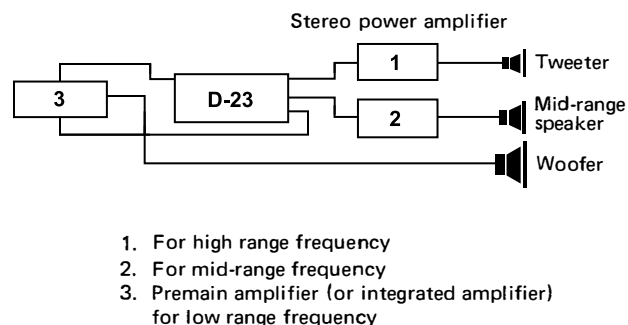 Stereo power amplifier
1
Tweeter
3
D-23
2
Mid-range
speaker
Woofer
1. For high range frequency
2. For mid-range frequency
3. Premain amplifier (or integrated amplifier)
for low range frequency